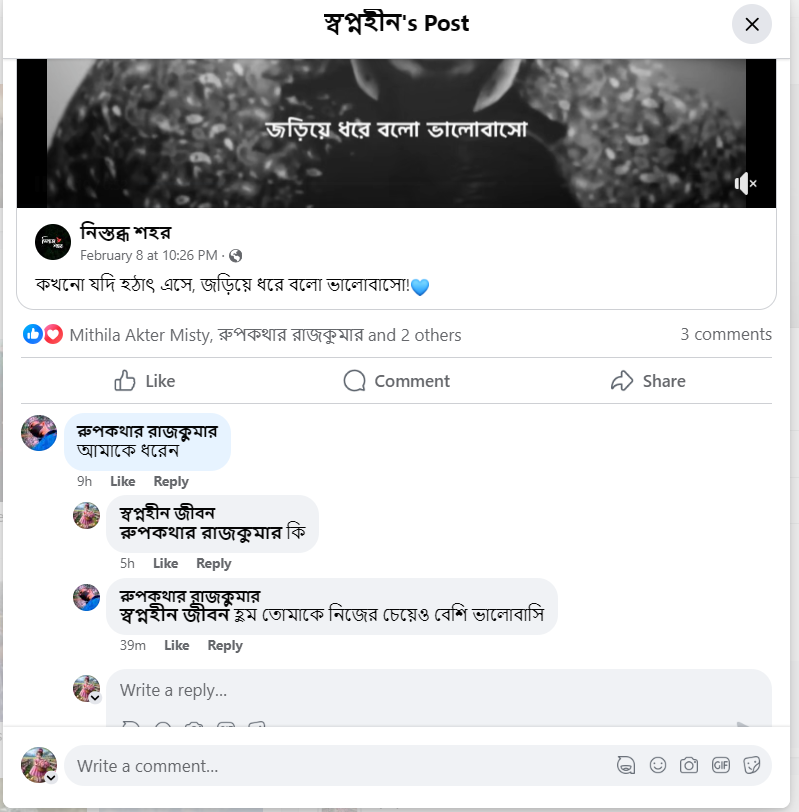 স্বপ্নহীন's Post
জড়িয়ে ধরে বলো ভালোবাসো
নিস্তব্ধ শহর
February 8 at 10:26 PM ·
কখনো যদি হঠাৎ এসে, জড়িয়ে ধরে বলো ভালোবাসো!💙
Mithila Akter Misty, রুপকথার রাজকুমার and 2 others
3 comments
Like
Comment
Share
রুপকথার রাজকুমার
আমাকে ধরেন
9h Like Reply
স্বপ্নহীন জীবন
রুপকথার রাজকুমার কি
5h Like Reply
রুপকথার রাজকুমার
স্বপ্নহীন জীবন হুম তোমাকে নিজের চেয়েও বেশি ভালোবাসি
39m Like Reply
Write a reply...
Write a comment...
GIF